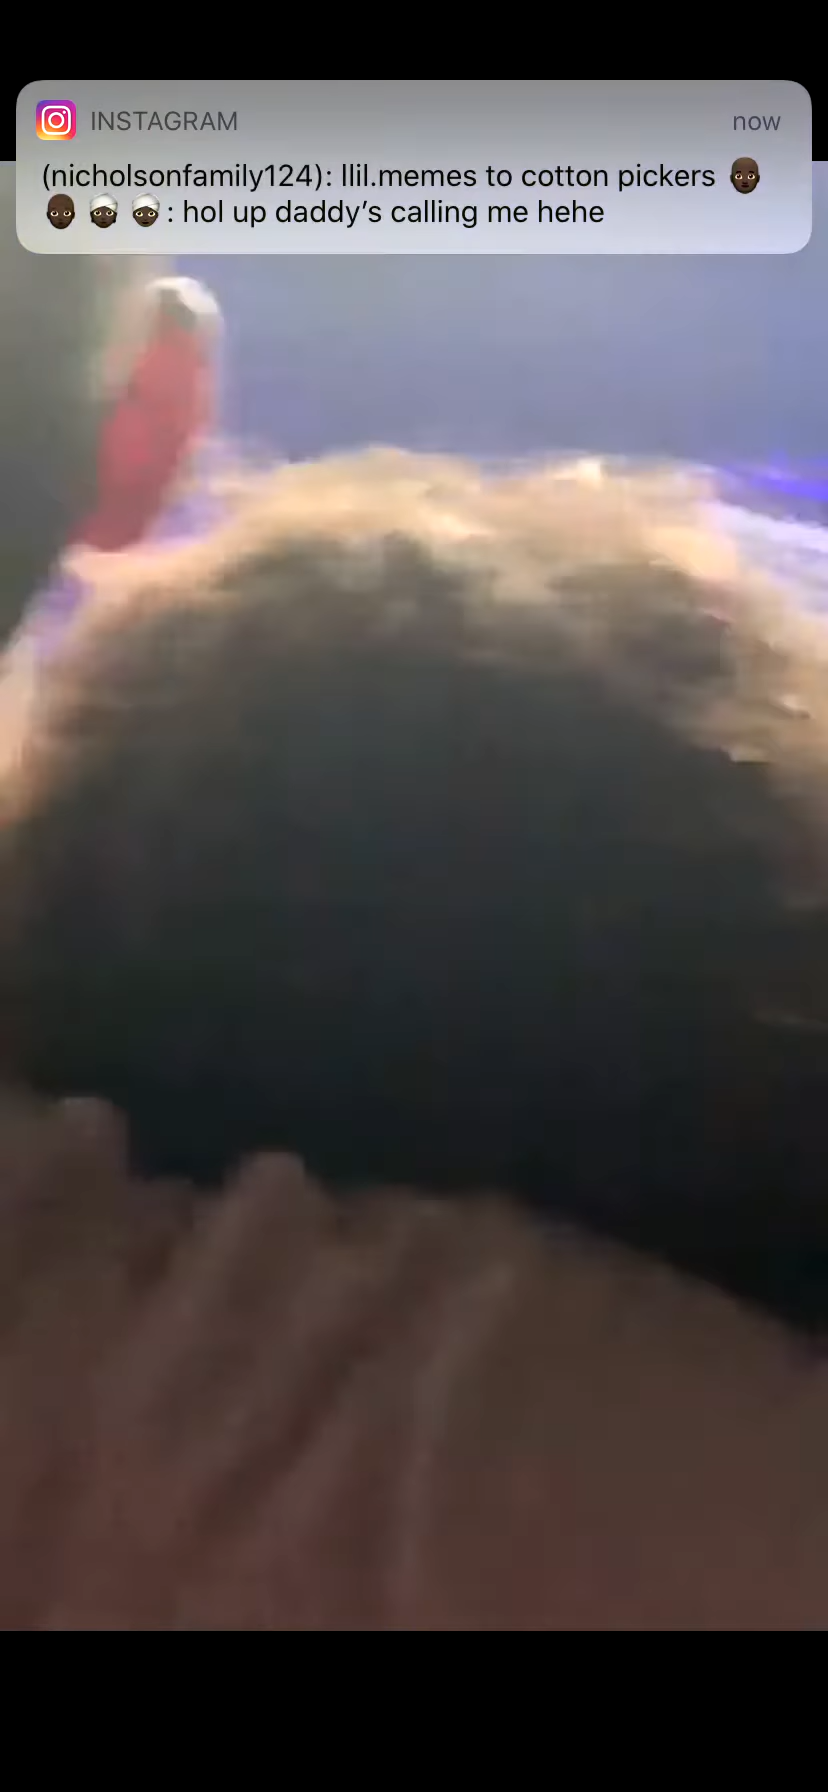 INSTAGRAM now
(nicholsonfamily124): llil.memes to cotton pickers 👨🏿‍🦲
👩🏿‍🦲 👳🏿‍♀️ 👳🏿‍♂️ : hol up daddy’s calling me hehe